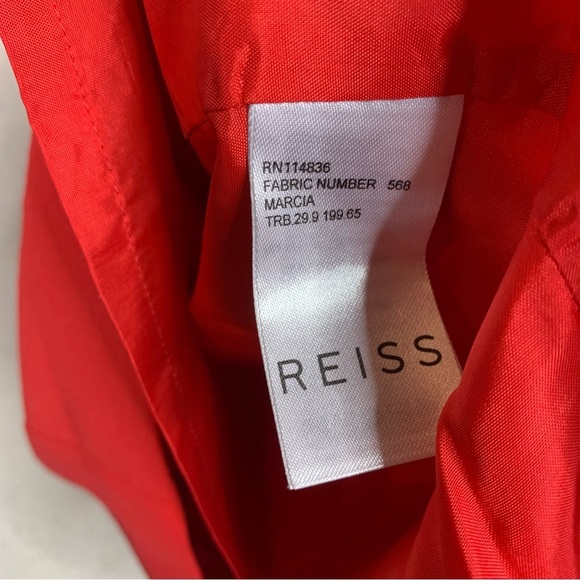 RN114836
FABRIC NUMBER 568
MARCIA
TRB.29.9 199.65
REISS